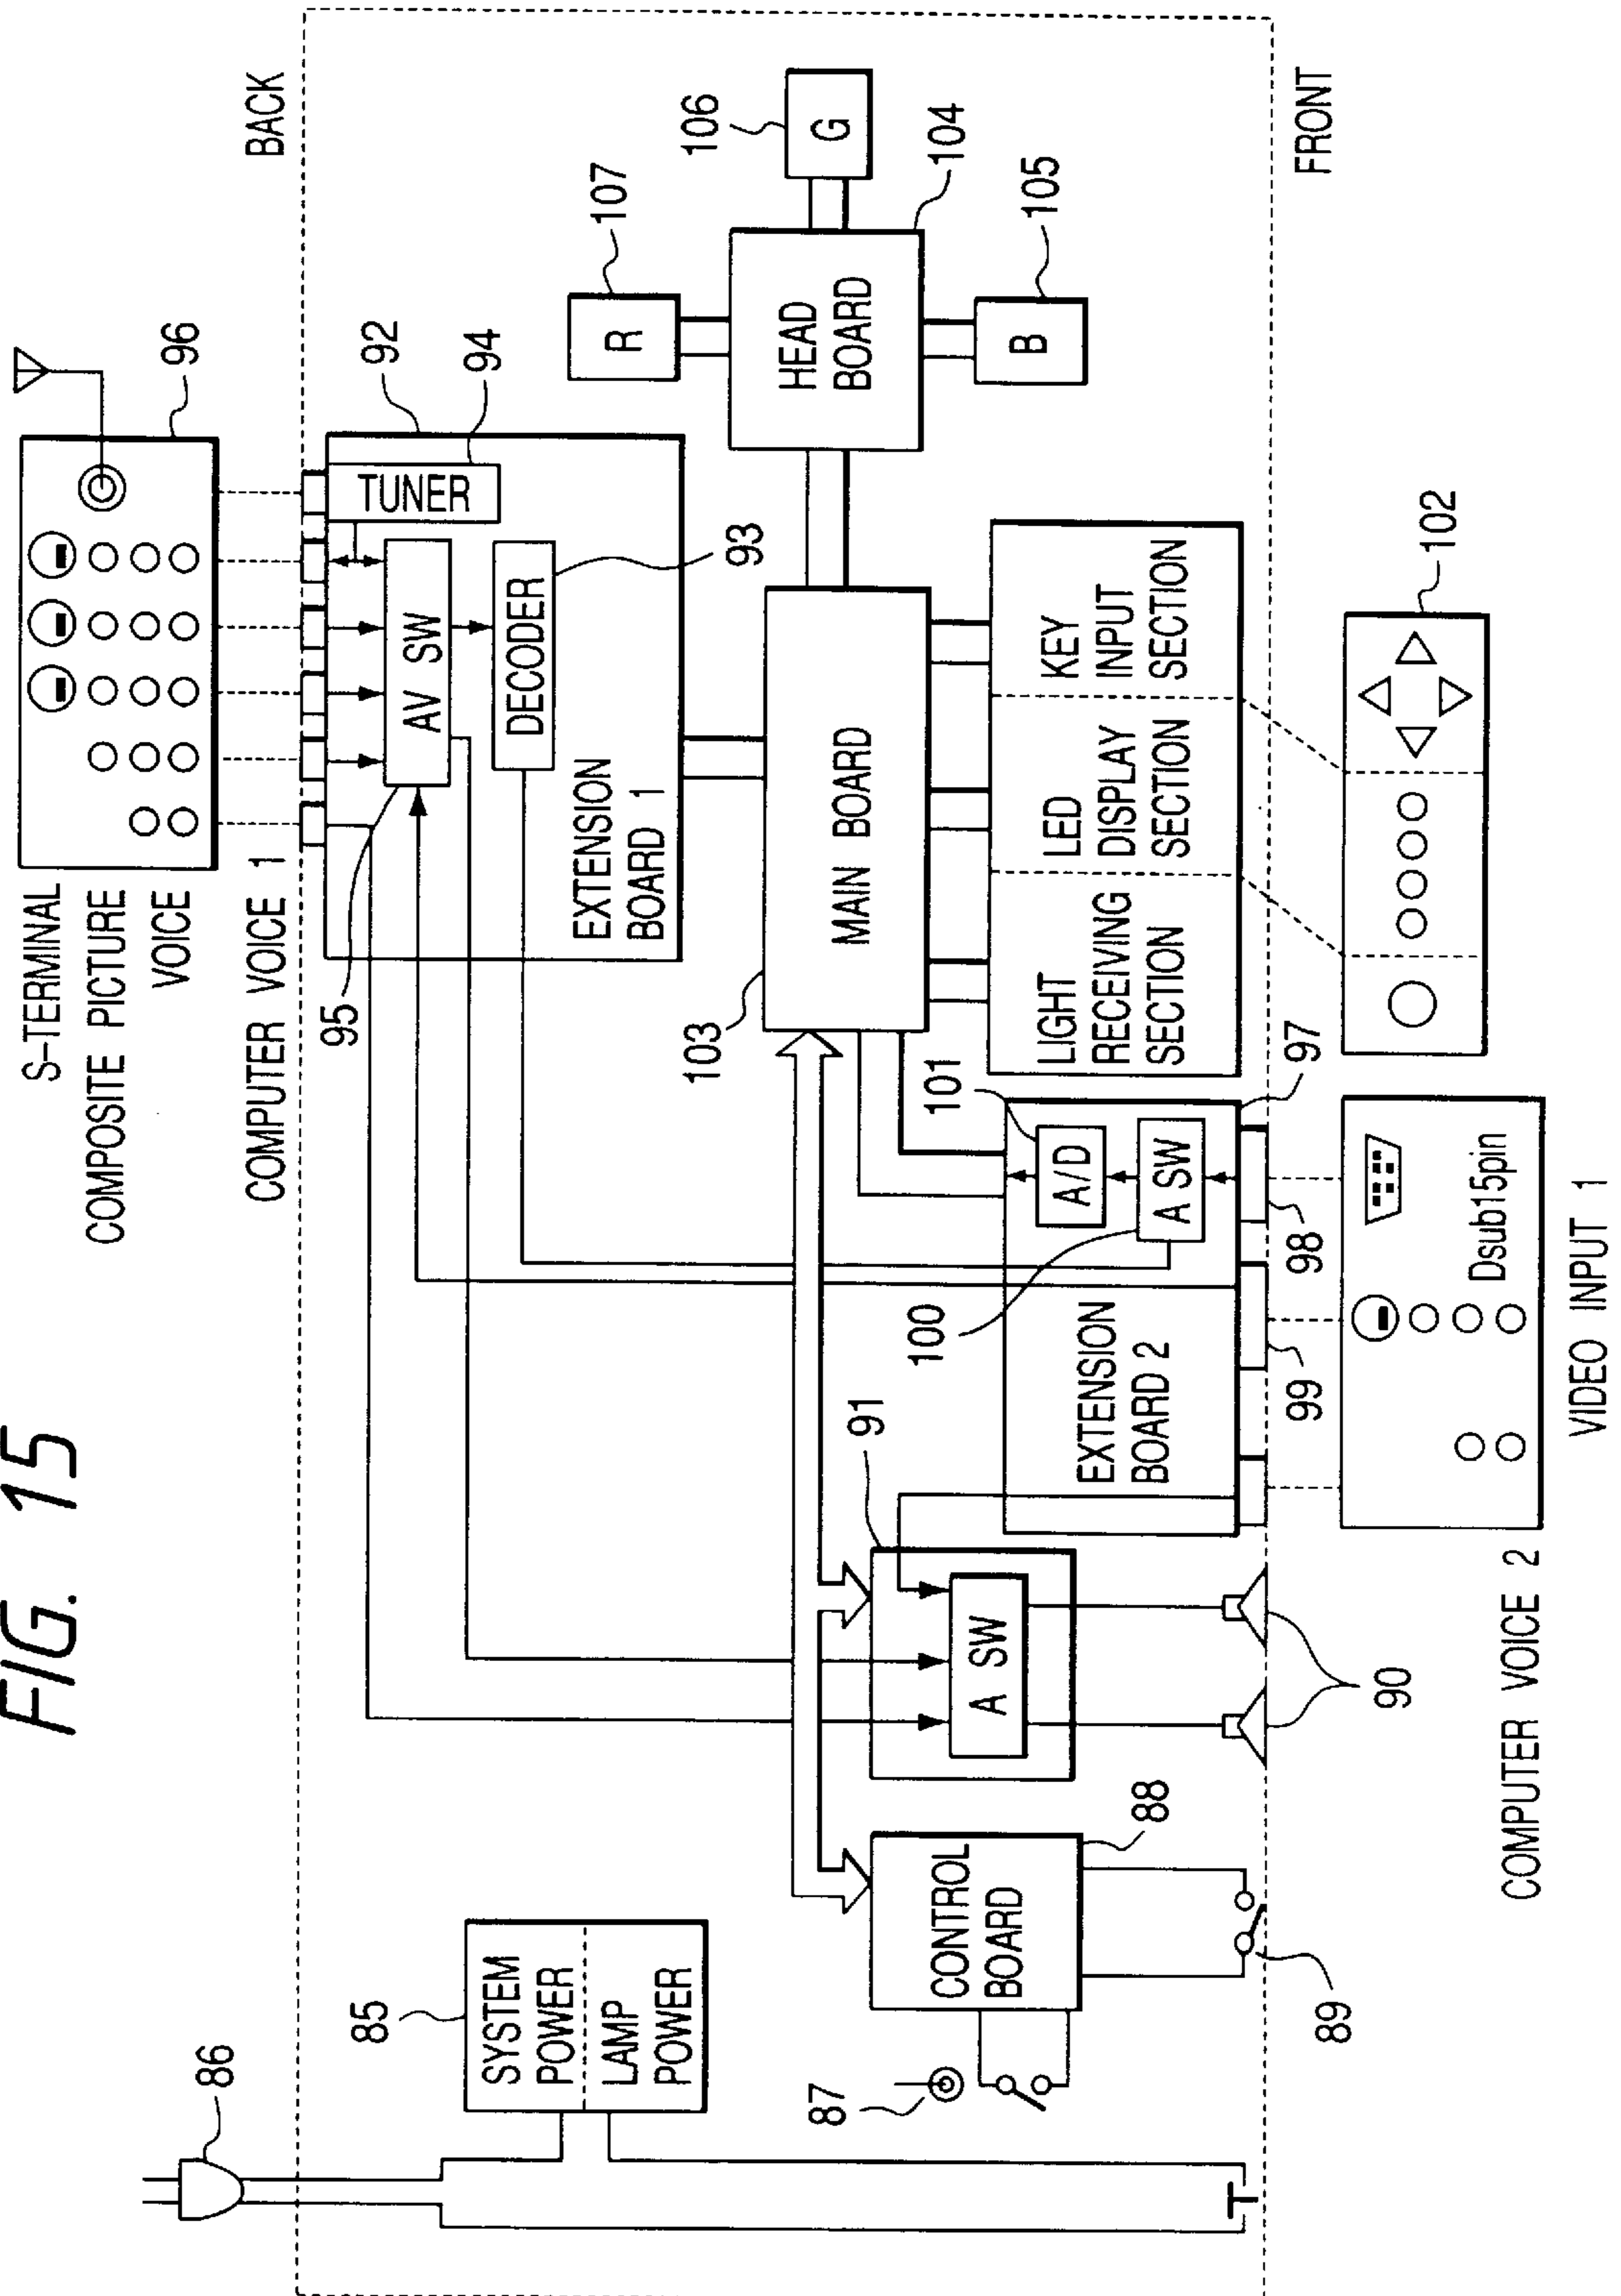 FIG. 15
BACK
FRONT
S-TERMINAL
COMPOSITE PICTURE
VOICE
COMPUTER VOICE 1
96
92
94
TUNER
AV SW
95
DECODER
93
EXTENSION
BOARD 1
107
R
106
G
104
HEAD
BOARD
105
B
103
MAIN BOARD
KEY
INPUT
SECTION
LED
DISPLAY
SECTION
LIGHT
RECEIVING
SECTION
102
86
85
SYSTEM
POWER
LAMP
POWER
87
CONTROL
BOARD
88
89
91
A SW
90
EXTENSION
BOARD 2
101
A/D
A SW
100
97
98
99
Dsub15pin
VIDEO INPUT 1
COMPUTER VOICE 2